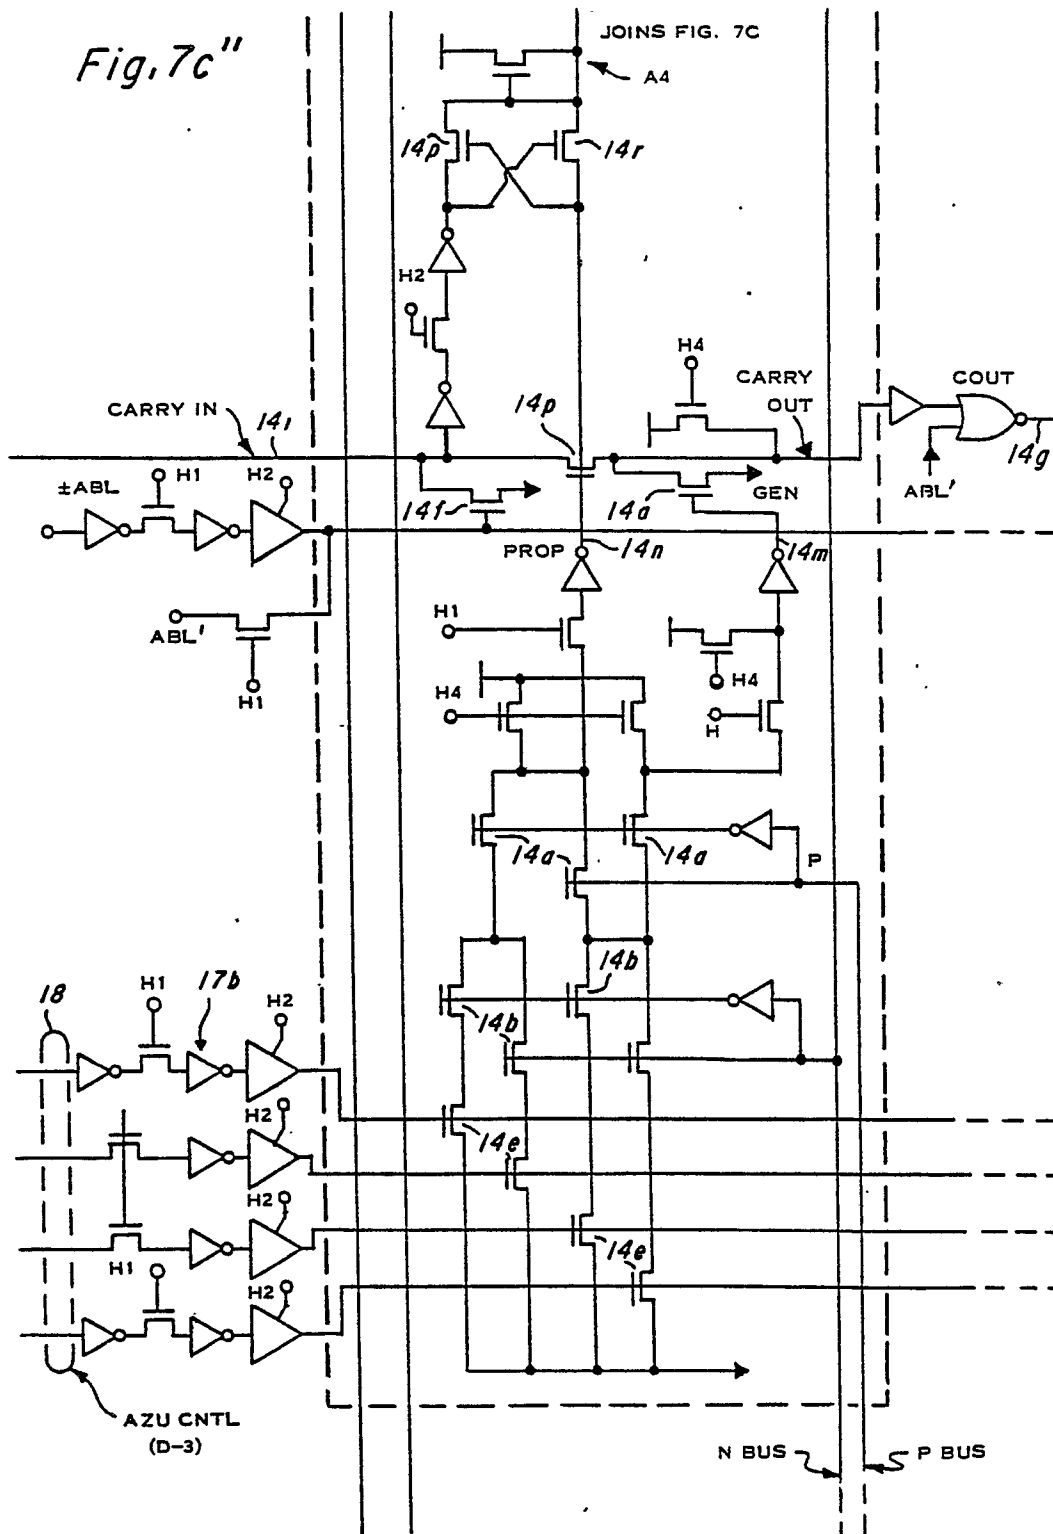 Fig. 7c"
JOINS FIG. 7C
A4
14p
14r
H2
H4
CARRY IN
14i
14p
CARRY
OUT
COUT
14g
±ABL
H1
H2
14f
14a
GEN
ABL'
PROP
14n
14m
ABL'
H1
H1
H4
H4
H
14a
14a
P
14b
14b
18
H1
17b
H2
H2
14e
H2
H1
14e
H2
AZU CNTL
(D-3)
N BUS
P BUS